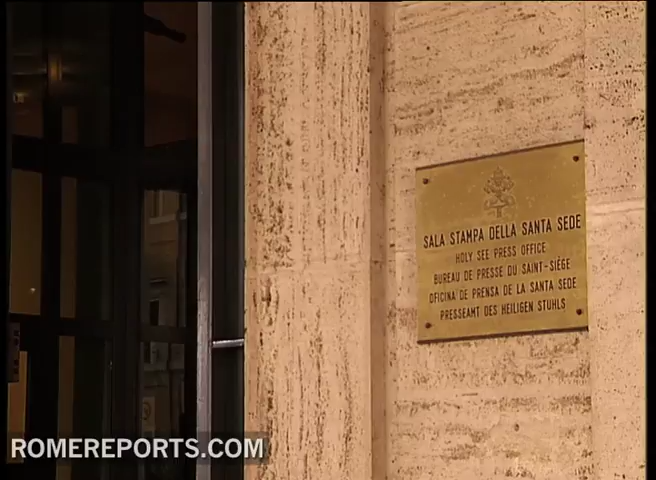 SALA STAMPA DELLA SANTA SEDE
HOLY SEE PRESS OFFICE
BUREAU DE PRESSE DU SAINT-SIÈGE
OFICINA DE PRENSA DE LA SANTA SEDE
PRESSEAMT DES HEILIGEN STUHLS
ROMEREPORTS.COM